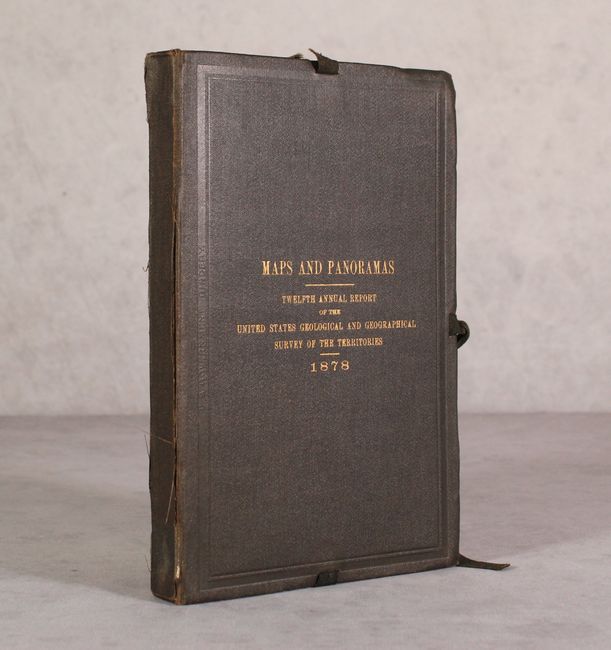 MAPS AND PANORAMAS
TWELFTH ANNUAL REPORT
OF THE
UNITED STATES GEOLOGICAL AND GEOGRAPHICAL
SURVEY OF THE TERRITORIES
1878